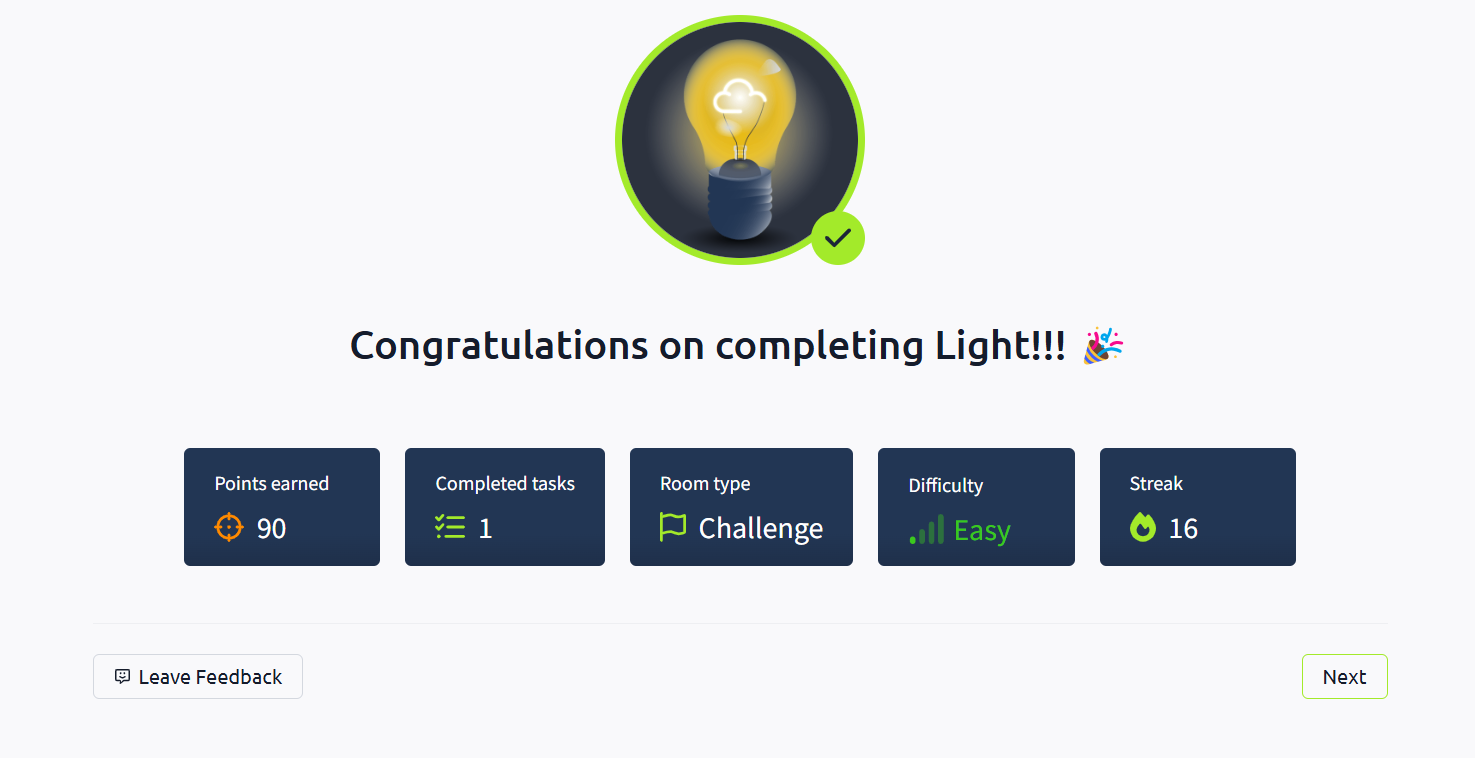 Congratulations on completing Light!!! 🎉
Points earned
90
Completed tasks
1
Room type
Challenge
Difficulty
Easy
Streak
16
Leave Feedback
Next